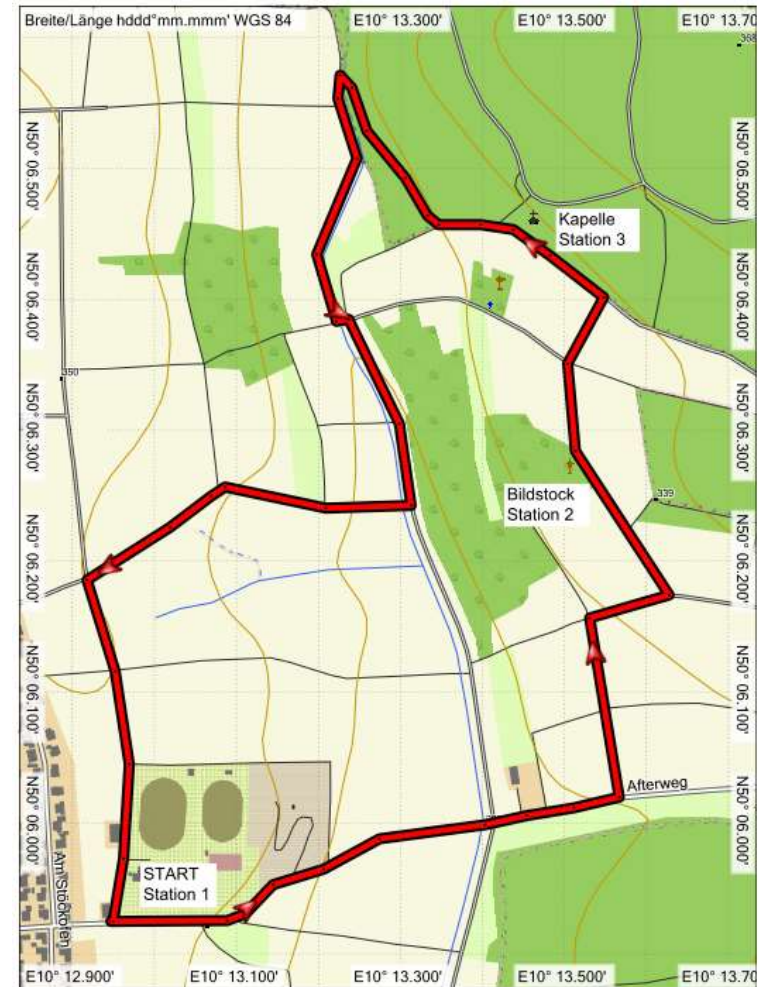 Breite/Länge hddd°mm.mmm' WGS 84
E10° 13.300'
E10° 13.500'
E10° 13.70
368
N50° 06.500'
N50° 06.500'
Kapelle
Station 3
N50° 06.400'
N50° 06.400'
350
N50° 06.300'
N50° 06.300'
Bildstock
Station 2
339
N50° 06.200'
N50° 06.200'
N50° 06.100'
N50° 06.100'
Afterweg
N50° 06.000'
N50° 06.000'
Am Stöckofen
START
Station 1
E10° 12.900'
E10° 13.100'
E10° 13.300'
E10° 13.500'
E10° 13.70